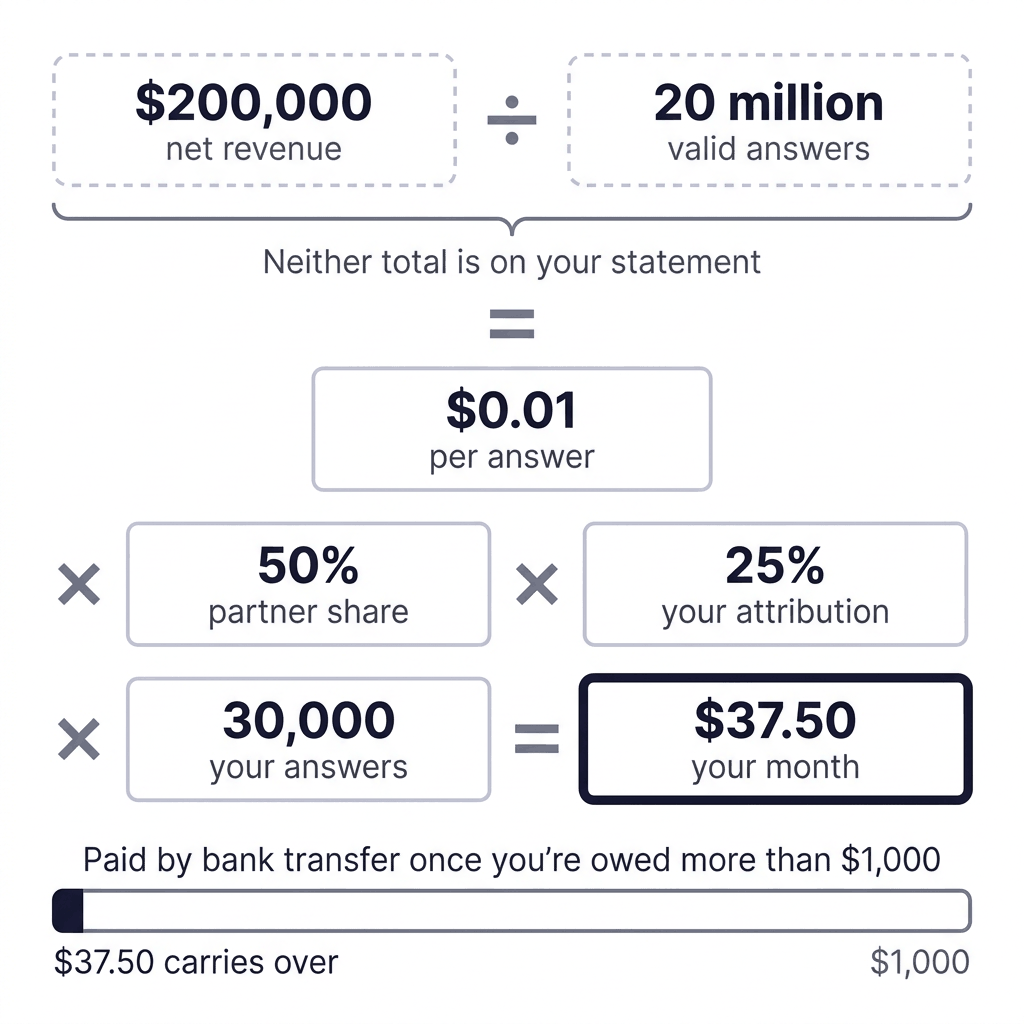 $200,000 ÷ 20 million
net revenue valid answers
Neither total is on your statement
=
$0.01
per answer
× 50% × 25%
partner share your attribution
× 30,000 = $37.50
your answers your month
Paid by bank transfer once you’re owed more than $1,000
$37.50 carries over $1,000